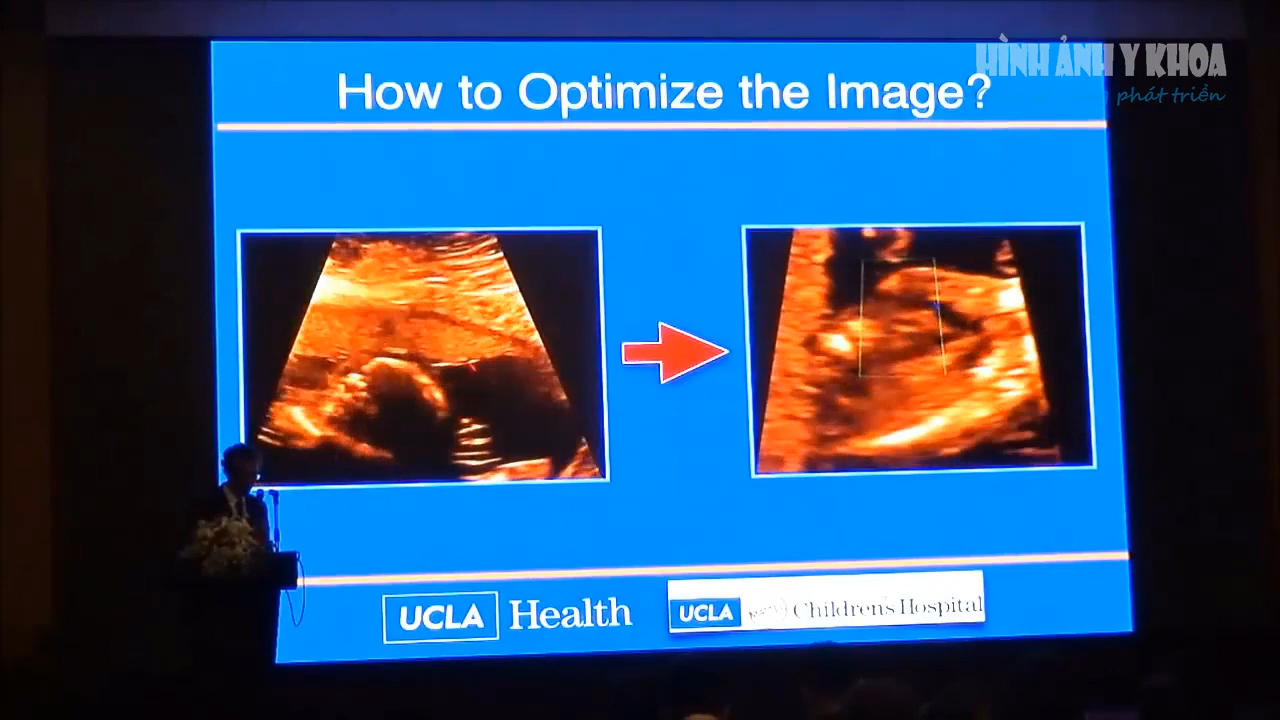 HÌNH ẢNH Y KHOA
phát triển
How to Optimize the Image?
UCLA Health
UCLA Children's Hospital